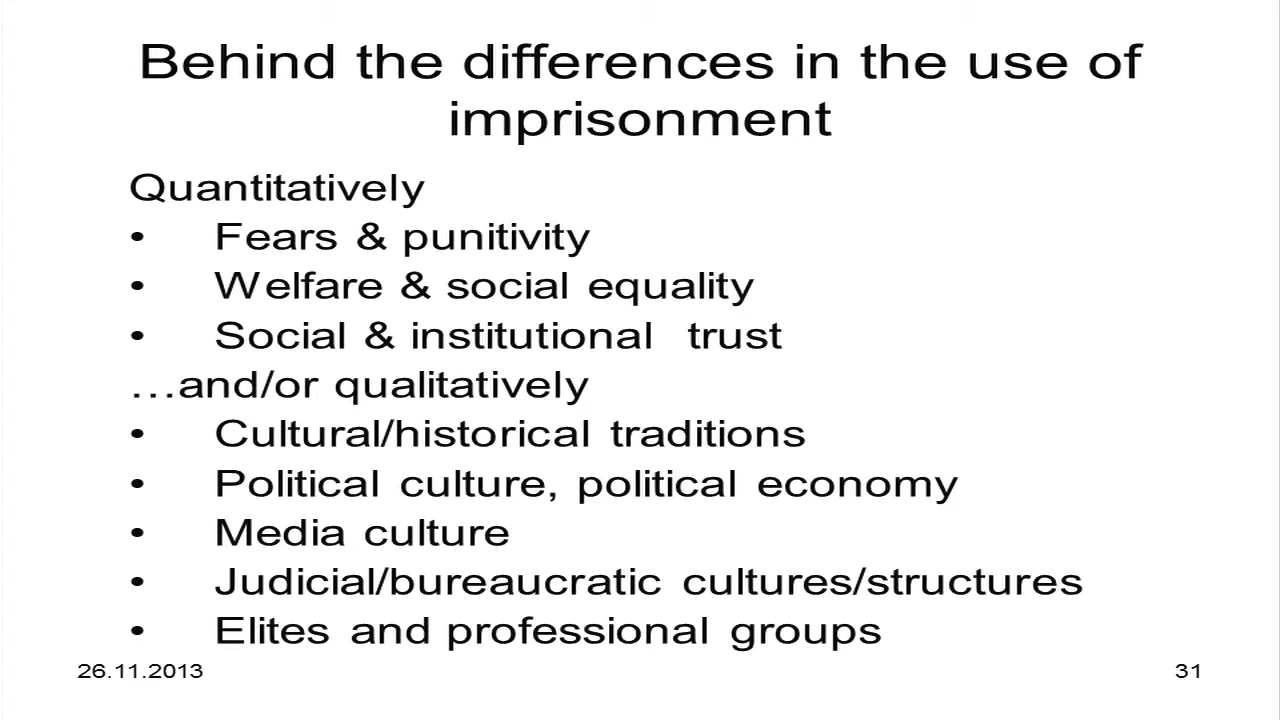 Behind the differences in the use of
imprisonment
Quantitatively
• Fears & punitivity
• Welfare & social equality
• Social & institutional trust
…and/or qualitatively
• Cultural/historical traditions
• Political culture, political economy
• Media culture
• Judicial/bureaucratic cultures/structures
• Elites and professional groups
26.11.2013 31